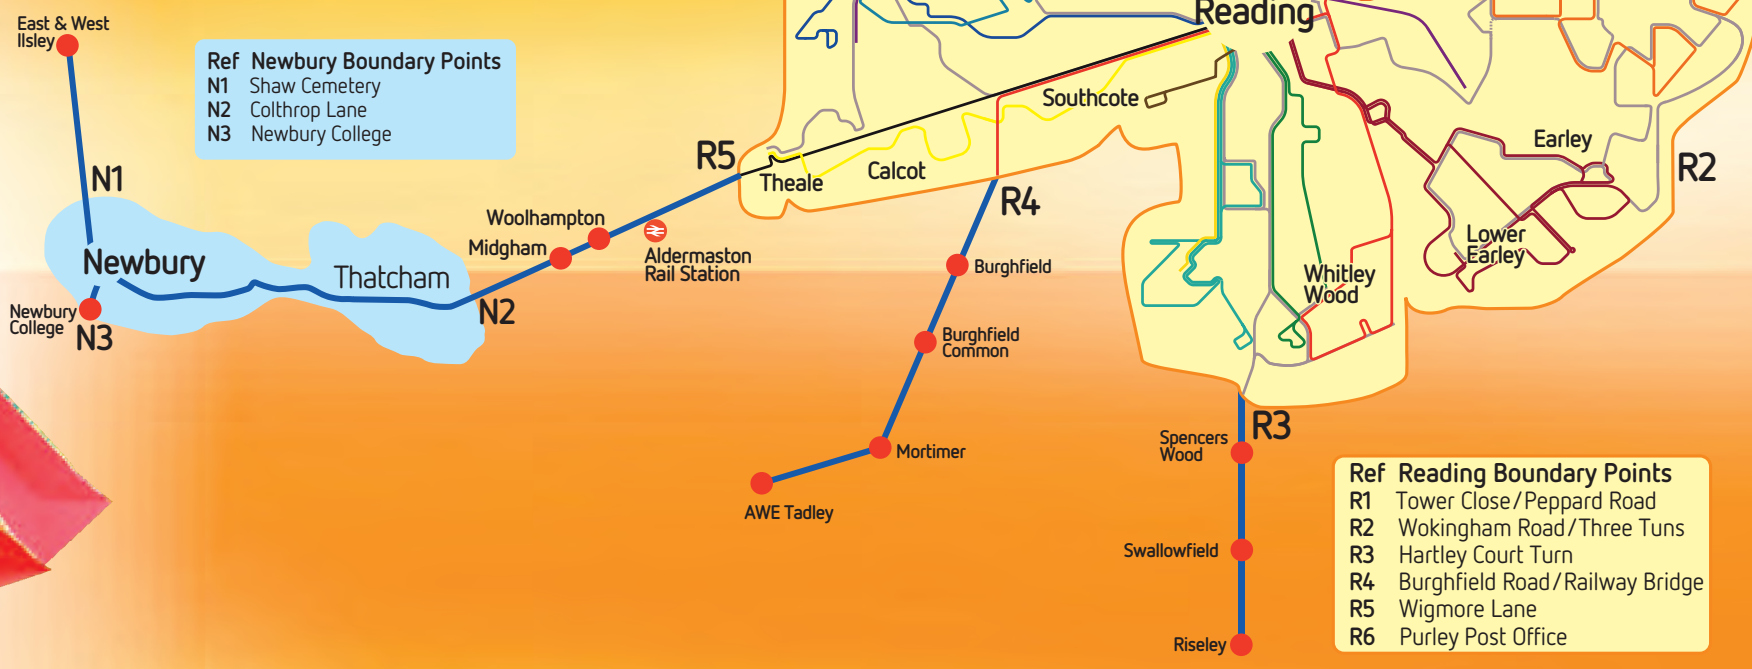 East & West
Ilsley
Ref Newbury Boundary Points
N1 Shaw Cemetery
N2 Colthrop Lane
N3 Newbury College
N1
Newbury
Thatcham
Newbury
College
N3
N2
Midgham
Woolhampton
Aldermaston
Rail Station
R5
Theale
Calcot
Southcote
Reading
R4
Burghfield
Burghfield
Common
Mortimer
AWE Tadley
Whitley
Wood
Lower
Earley
Earley
R2
R3
Spencers
Wood
Swallowfield
Riseley
Ref Reading Boundary Points
R1 Tower Close/Peppard Road
R2 Wokingham Road/Three Tuns
R3 Hartley Court Turn
R4 Burghfield Road/Railway Bridge
R5 Wigmore Lane
R6 Purley Post Office